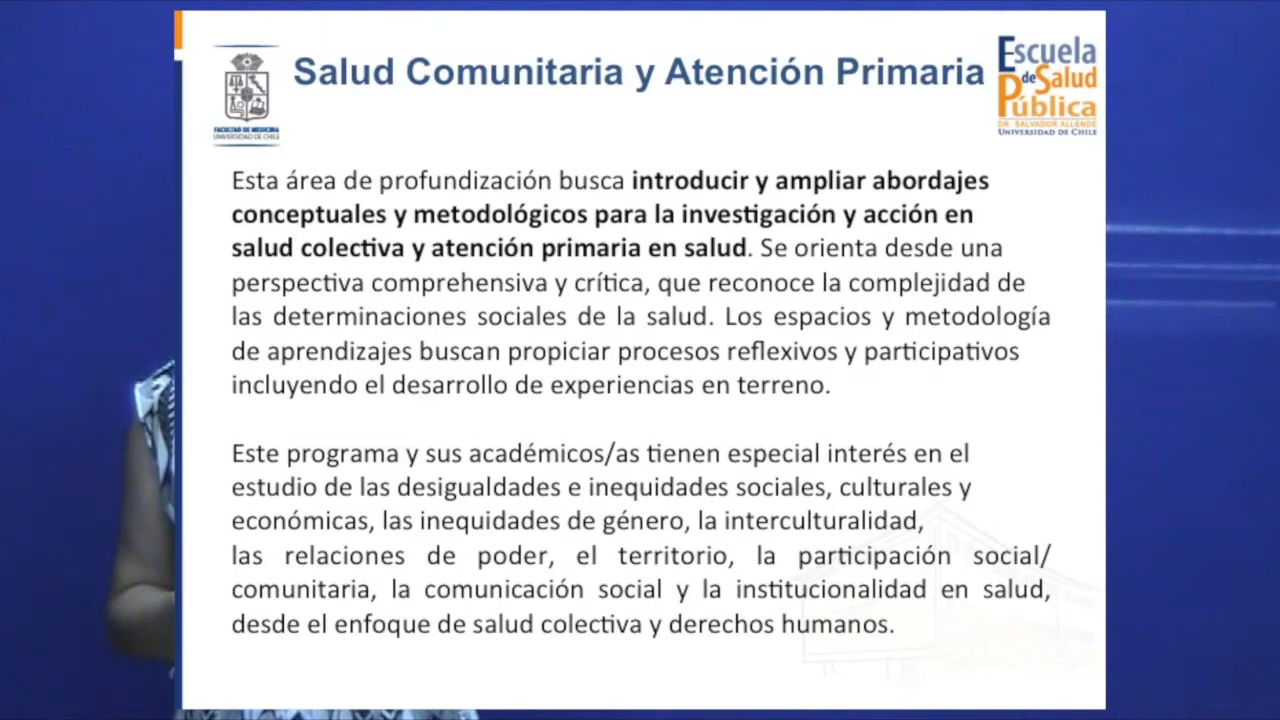 Salud Comunitaria y Atención Primaria
FACULTAD DE MEDICINA
UNIVERSIDAD DE CHILE
Escuela
de Salud
Pública
DR. SALVADOR ALLENDE
UNIVERSIDAD DE CHILE
Esta área de profundización busca introducir y ampliar abordajes
conceptuales y metodológicos para la investigación y acción en
salud colectiva y atención primaria en salud. Se orienta desde una
perspectiva comprehensiva y crítica, que reconoce la complejidad de
las determinaciones sociales de la salud. Los espacios y metodología
de aprendizajes buscan propiciar procesos reflexivos y participativos
incluyendo el desarrollo de experiencias en terreno.
Este programa y sus académicos/as tienen especial interés en el
estudio de las desigualdades e inequidades sociales, culturales y
económicas, las inequidades de género, la interculturalidad,
las relaciones de poder, el territorio, la participación social/
comunitaria, la comunicación social y la institucionalidad en salud,
desde el enfoque de salud colectiva y derechos humanos.